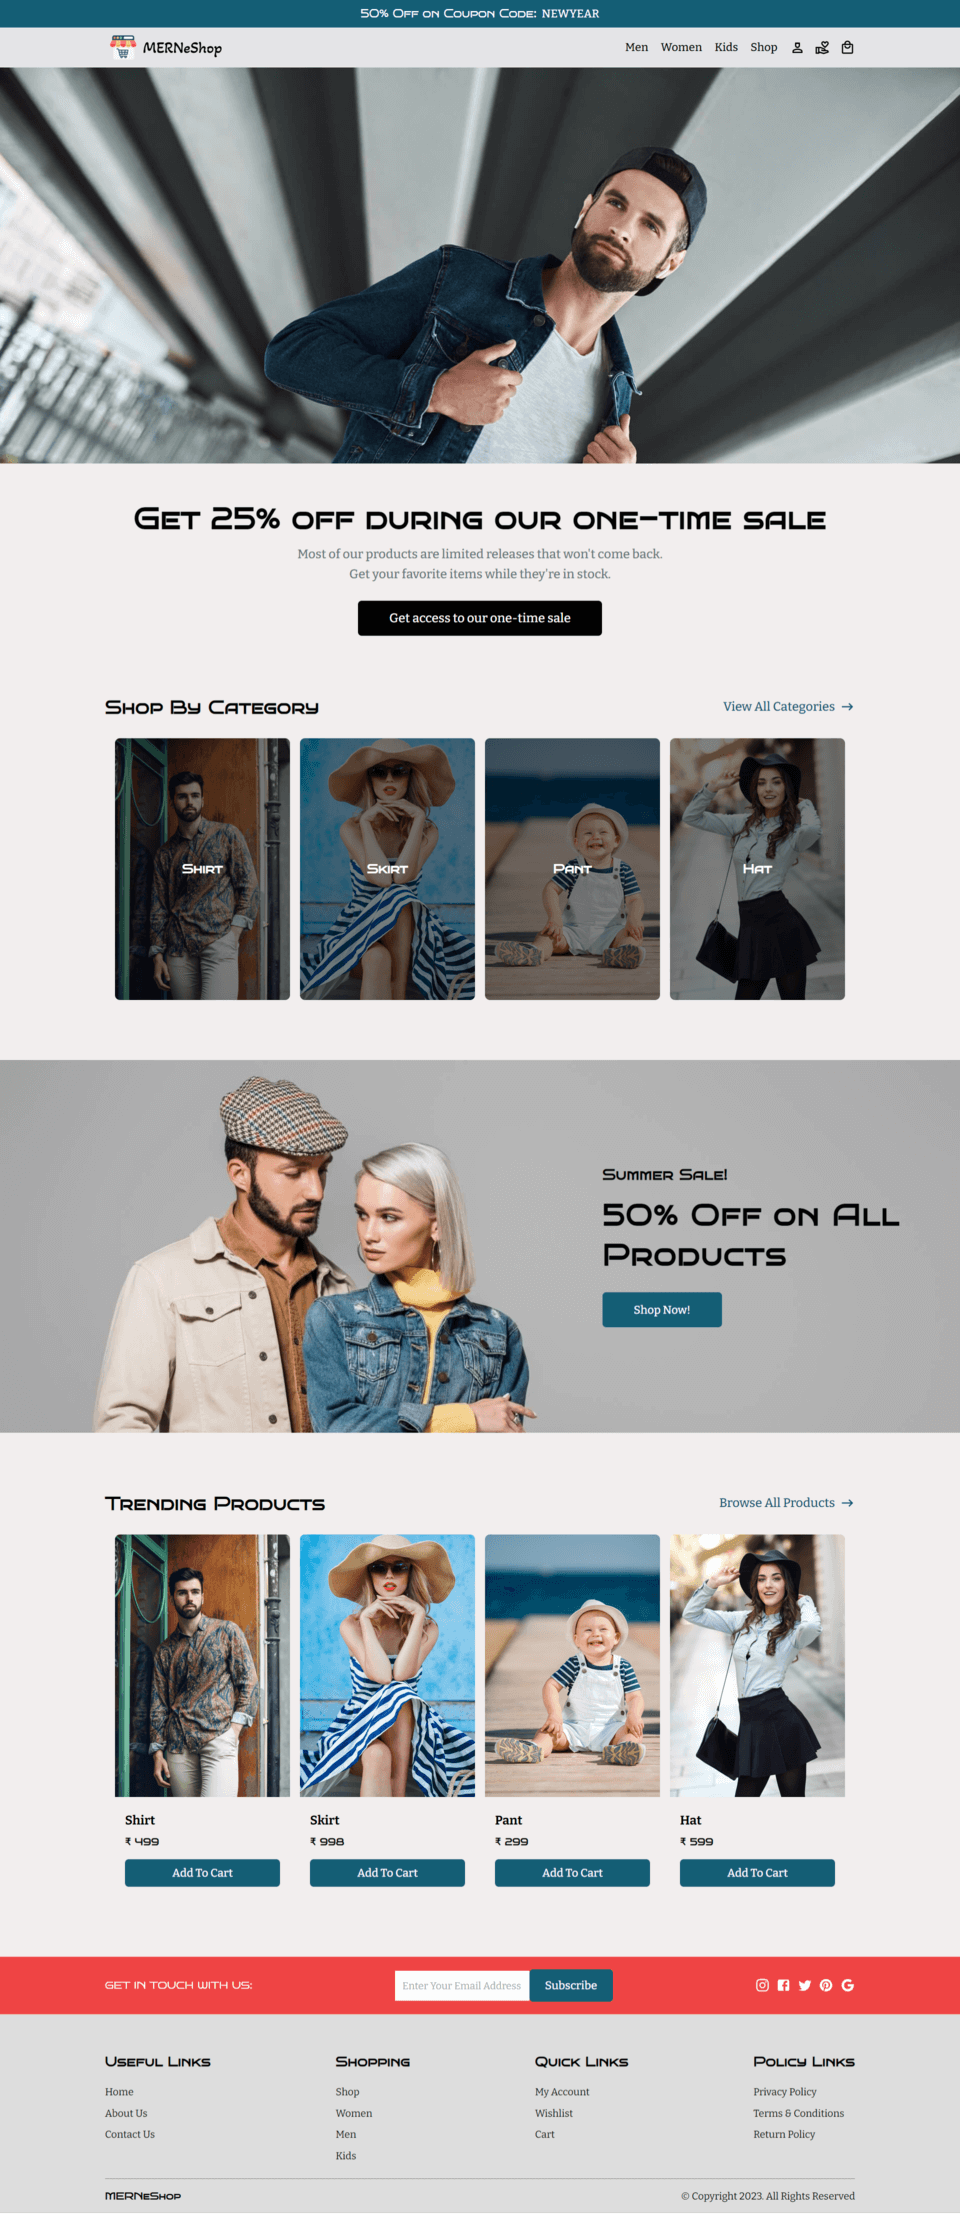 50% Off on Coupon Code: NEWYEAR
MERNeShop
Men Women Kids Shop
Get 25% off during our one-time sale
Most of our products are limited releases that won't come back.
Get your favorite items while they're in stock.
Get access to our one-time sale
Shop By Category
View All Categories →
Shirt
Skirt
Pant
Hat
Summer Sale!
50% Off on All
Products
Shop Now!
Trending Products
Browse All Products →
Shirt
₹ 499
Add To Cart
Skirt
₹ 998
Add To Cart
Pant
₹ 299
Add To Cart
Hat
₹ 599
Add To Cart
GET IN TOUCH WITH US:
Enter Your Email Address
Subscribe
Useful Links
Home
About Us
Contact Us
Shopping
Shop
Women
Men
Kids
Quick Links
My Account
Wishlist
Cart
Policy Links
Privacy Policy
Terms & Conditions
Return Policy
MERNeShop
© Copyright 2023. All Rights Reserved